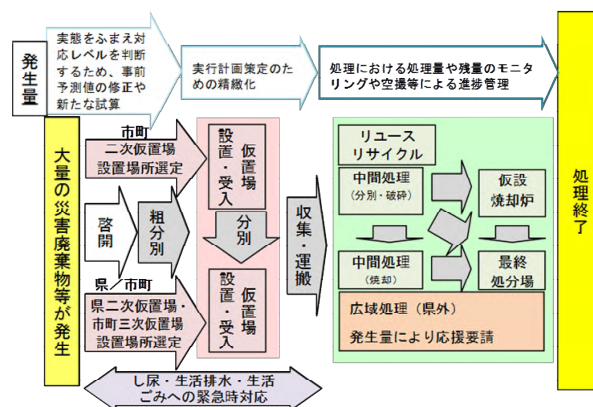 発生量
実態をふまえ対
応レベルを判断
するため、事前
予測値の修正や
新たな試算
実行計画策定のた
めの精緻化
処理における処理量や残量のモニタ
リングや空撮等による進捗管理
大量の災害廃棄物等が発生
市町
二次仮置場
設置場所選定
啓開
粗分別
県/市町
県二次仮置場・
市町三次仮置場
設置場所選定
仮置場
設置・受入
分別
仮置場
設置・受入
収集・運搬
リユース
リサイクル
中間処理
(分別・破砕)
仮設
焼却炉
中間処理
(焼却)
最終
処分場
広域処理(県外)
発生量により応援要請
し尿・生活排水・生活
ごみへの緊急時対応
処理終了